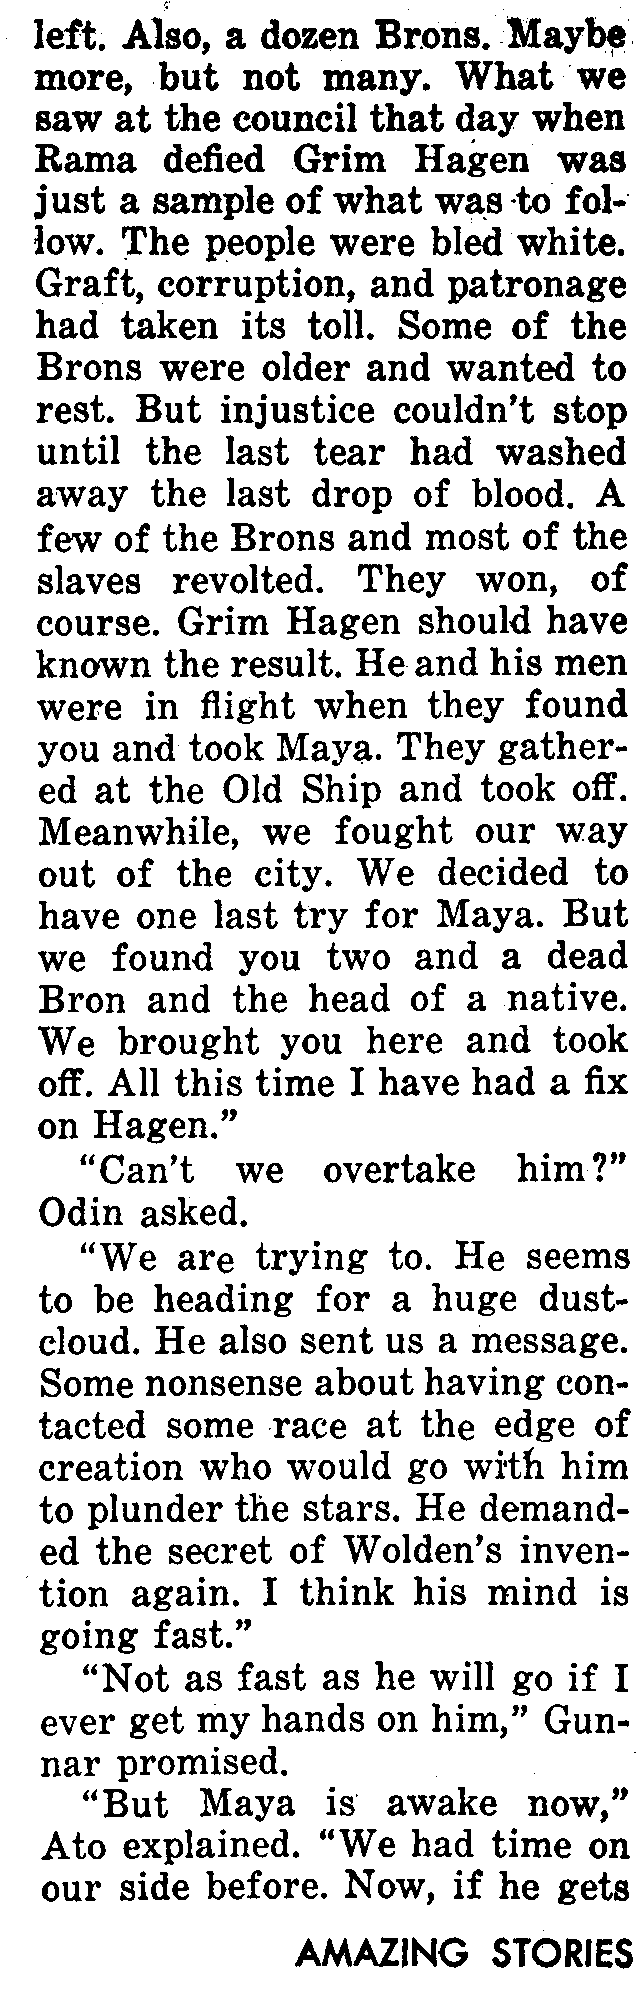 left. Also, a dozen Brons. Maybe
more, but not many. What we
saw at the council that day when
Rama defied Grim Hagen was
just a sample of what was to fol-
low. The people were bled white.
Graft, corruption, and patronage
had taken its toll. Some of the
Brons were older and wanted to
rest. But injustice couldn't stop
until the last tear had washed
away the last drop of blood. A
few of the Brons and most of the
slaves revolted. They won, of
course. Grim Hagen should have
known the result. He and his men
were in flight when they found
you and took Maya. They gather-
ed at the Old Ship and took off.
Meanwhile, we fought our way
out of the city. We decided to
have one last try for Maya. But
we found you two and a dead
Bron and the head of a native.
We brought you here and took
off. All this time I have had a fix
on Hagen.”
“Can't we overtake him?”
Odin asked.
“We are trying to. He seems
to be heading for a huge dust-
cloud. He also sent us a message.
Some nonsense about having con-
tacted some race at the edge of
creation who would go with him
to plunder the stars. He demand-
ed the secret of Wolden's inven-
tion again. I think his mind is
going fast.”
“Not as fast as he will go if I
ever get my hands on him,” Gun-
nar promised.
“But Maya is awake now,”
Ato explained. “We had time on
our side before. Now, if he gets
AMAZING STORIES